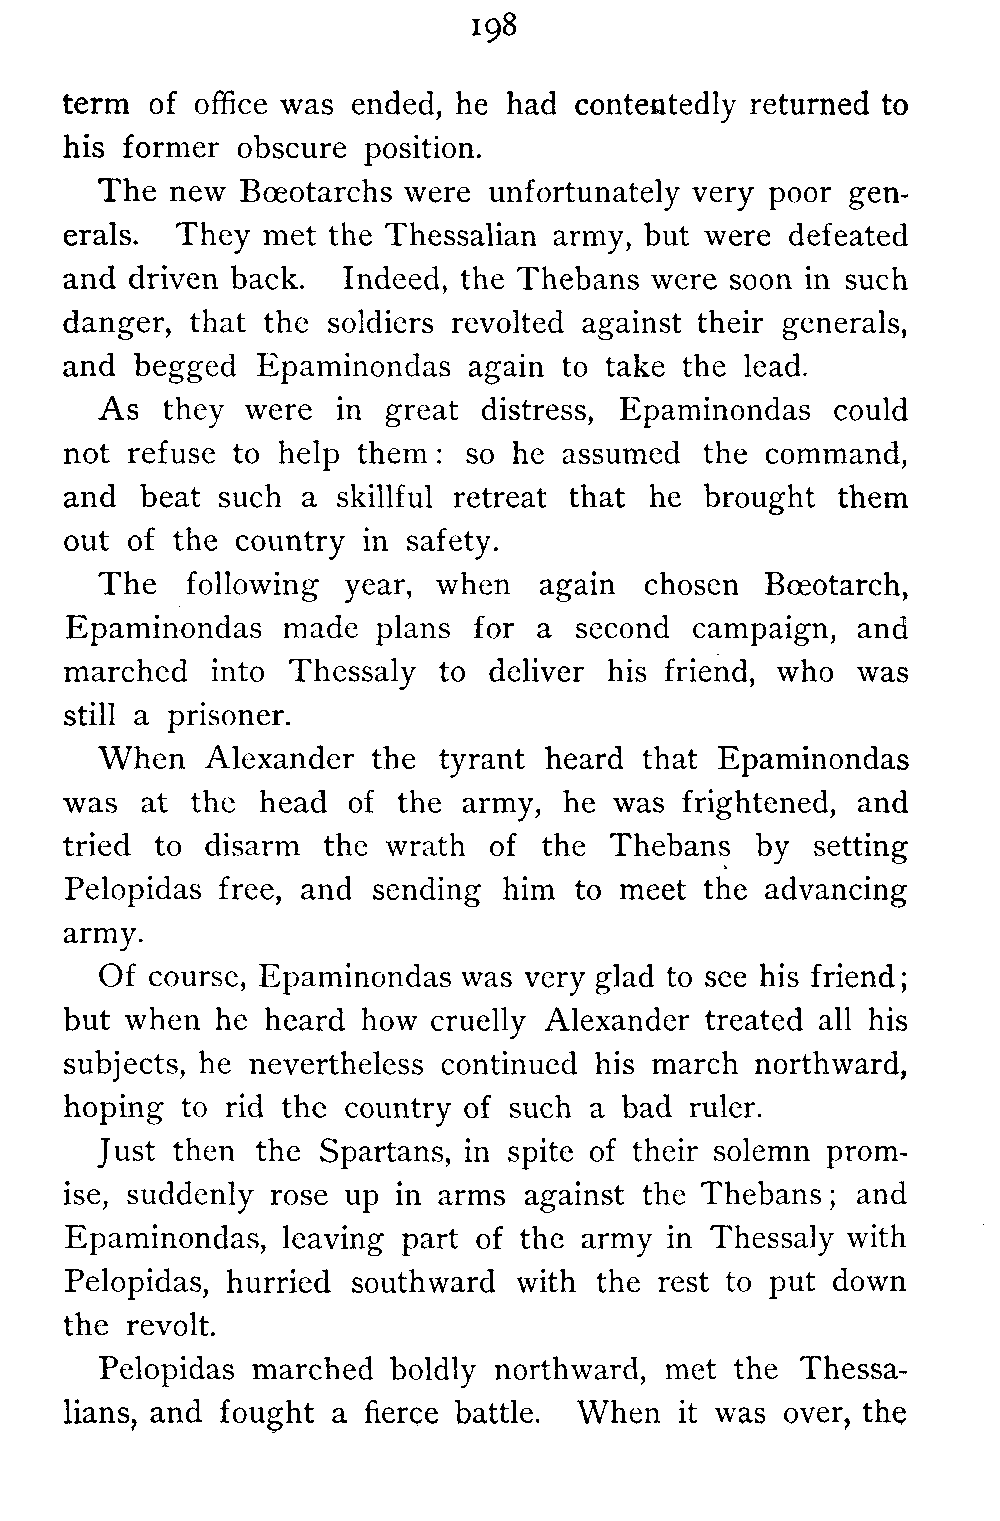 198
term of office was ended, he had contentedly returned to
his former obscure position.
The new Bœotarchs were unfortunately very poor gen-
erals. They met the Thessalian army, but were defeated
and driven back. Indeed, the Thebans were soon in such
danger, that the soldiers revolted against their generals,
and begged Epaminondas again to take the lead.
As they were in great distress, Epaminondas could
not refuse to help them: so he assumed the command,
and beat such a skillful retreat that he brought them
out of the country in safety.
The following year, when again chosen Bœotarch,
Epaminondas made plans for a second campaign, and
marched into Thessaly to deliver his friend, who was
still a prisoner.
When Alexander the tyrant heard that Epaminondas
was at the head of the army, he was frightened, and
tried to disarm the wrath of the Thebans by setting
Pelopidas free, and sending him to meet the advancing
army.
Of course, Epaminondas was very glad to see his friend;
but when he heard how cruelly Alexander treated all his
subjects, he nevertheless continued his march northward,
hoping to rid the country of such a bad ruler.
Just then the Spartans, in spite of their solemn prom-
ise, suddenly rose up in arms against the Thebans; and
Epaminondas, leaving part of the army in Thessaly with
Pelopidas, hurried southward with the rest to put down
the revolt.
Pelopidas marched boldly northward, met the Thessa-
lians, and fought a fierce battle. When it was over, the